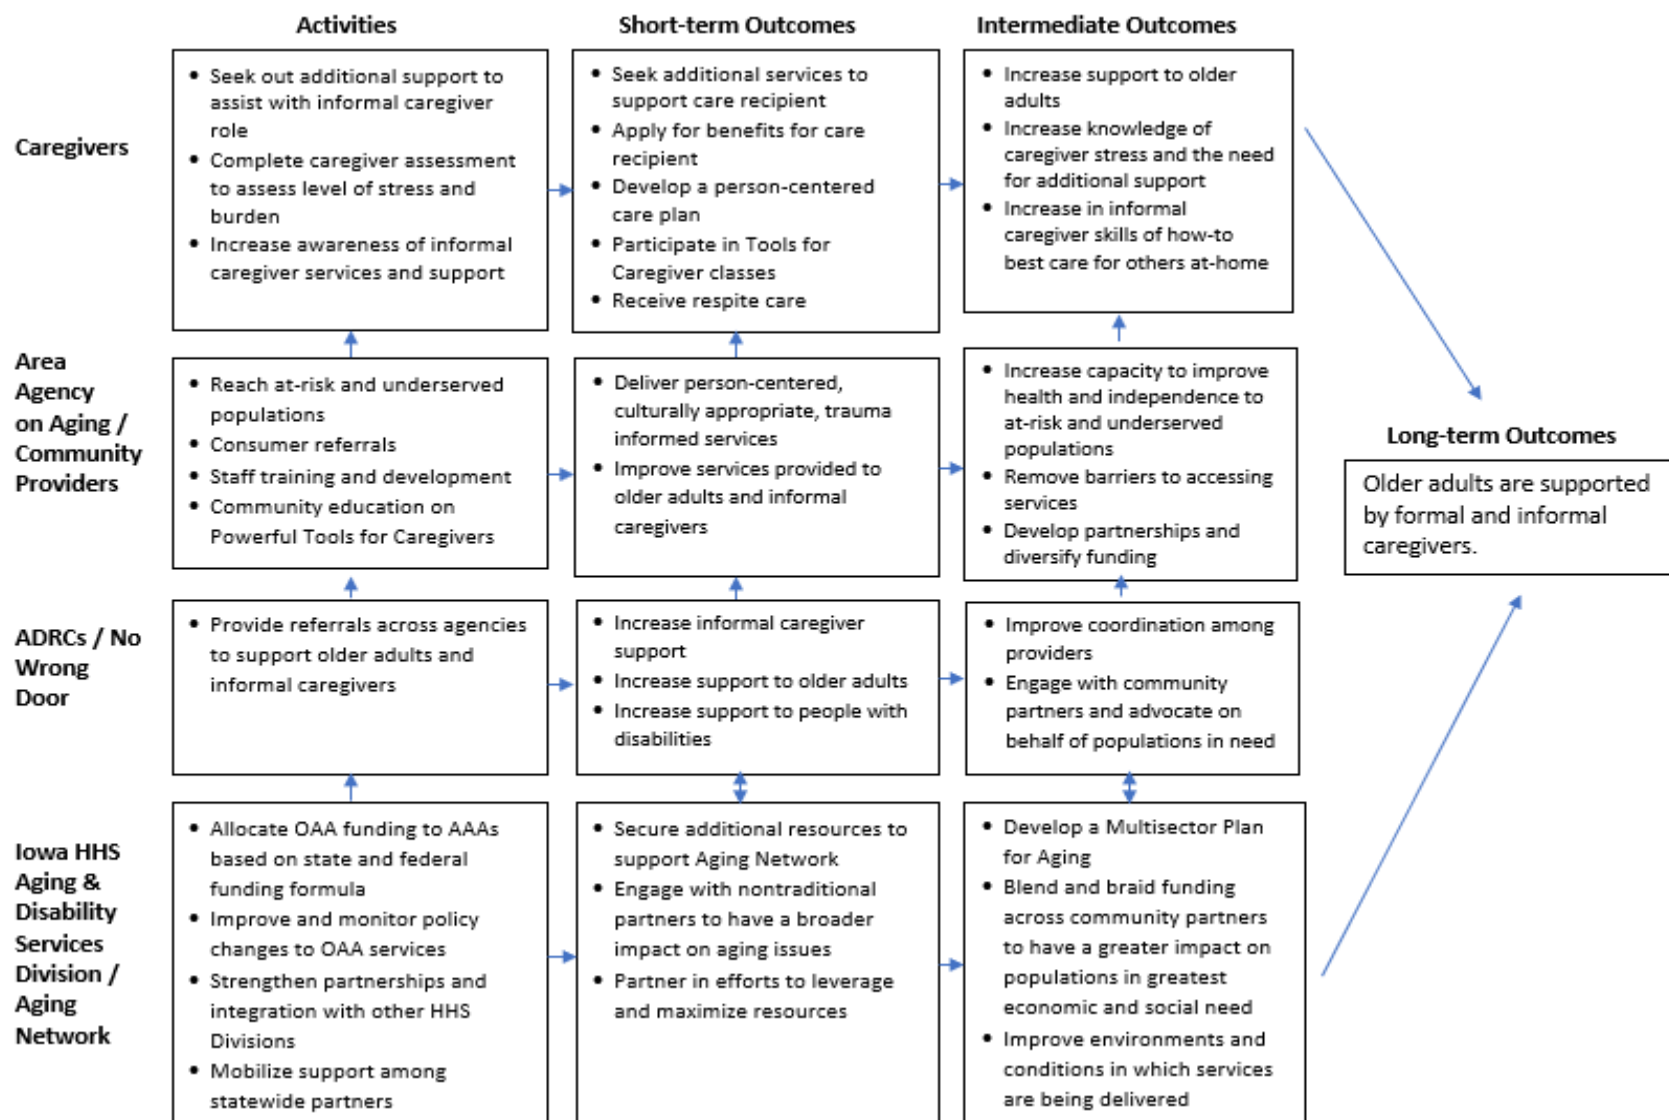 Activities
Short-term Outcomes
Intermediate Outcomes
Caregivers
• Seek out additional support to
assist with informal caregiver
role
• Complete caregiver assessment
to assess level of stress and
burden
• Increase awareness of informal
caregiver services and support
• Seek additional services to
support care recipient
• Apply for benefits for care
recipient
• Develop a person-centered
care plan
• Participate in Tools for
Caregiver classes
• Receive respite care
• Increase support to older
adults
• Increase knowledge of
caregiver stress and the need
for additional support
• Increase in informal
caregiver skills of how-to
best care for others at-home
Area
Agency
on Aging /
Community
Providers
• Reach at-risk and underserved
populations
• Consumer referrals
• Staff training and development
• Community education on
Powerful Tools for Caregivers
• Deliver person-centered,
culturally appropriate, trauma
informed services
• Improve services provided to
older adults and informal
caregivers
• Increase capacity to improve
health and independence to
at-risk and underserved
populations
• Remove barriers to accessing
services
• Develop partnerships and
diversify funding
Long-term Outcomes
Older adults are supported
by formal and informal
caregivers.
ADRCs / No
Wrong
Door
• Provide referrals across agencies
to support older adults and
informal caregivers
• Increase informal caregiver
support
• Increase support to older adults
• Increase support to people with
disabilities
• Improve coordination among
providers
• Engage with community
partners and advocate on
behalf of populations in need
Iowa HHS
Aging &
Disability
Services
Division /
Aging
Network
• Allocate OAA funding to AAAs
based on state and federal
funding formula
• Improve and monitor policy
changes to OAA services
• Strengthen partnerships and
integration with other HHS
Divisions
• Mobilize support among
statewide partners
• Secure additional resources to
support Aging Network
• Engage with nontraditional
partners to have a broader
impact on aging issues
• Partner in efforts to leverage
and maximize resources
• Develop a Multisector Plan
for Aging
• Blend and braid funding
across community partners
to have a greater impact on
populations in greatest
economic and social need
• Improve environments and
conditions in which services
are being delivered